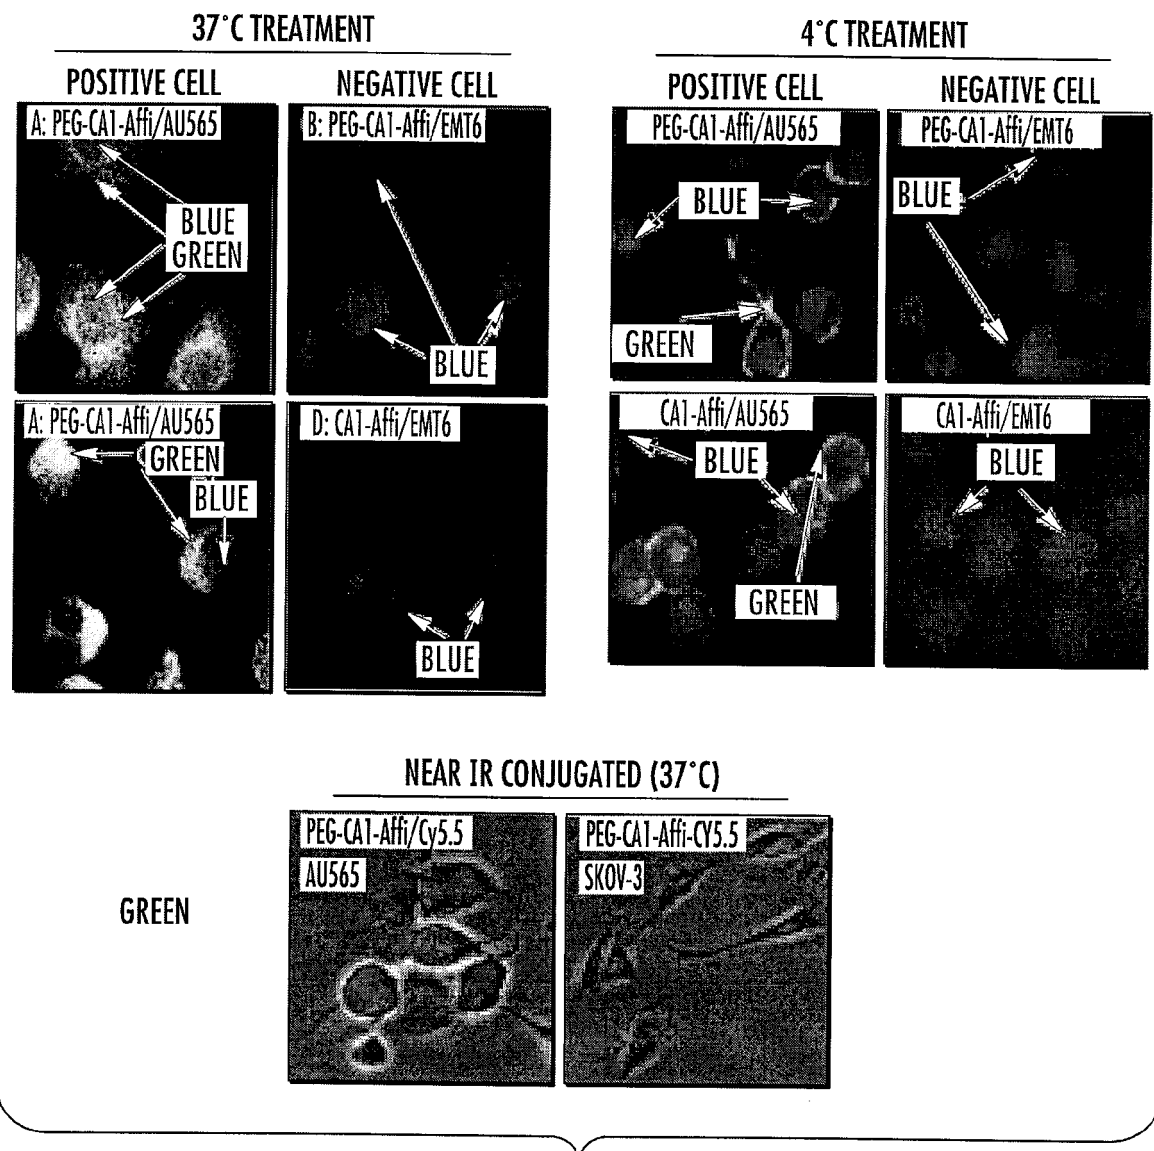 37°C TREATMENT
POSITIVE CELL
NEGATIVE CELL
A: PEG-CA1-Affi/AU565
BLUE
GREEN
B: PEG-CA1-Affi/EMT6
BLUE
A: PEG-CA1-Affi/AU565
GREEN
BLUE
D: CA1-Affi/EMT6
BLUE
4°C TREATMENT
POSITIVE CELL
NEGATIVE CELL
PEG-CA1-Affi/AU565
BLUE
GREEN
PEG-CA1-Affi/EMT6
BLUE
CA1-Affi/AU565
BLUE
GREEN
CA1-Affi/EMT6
BLUE
NEAR IR CONJUGATED (37°C)
GREEN
PEG-CA1-Affi/Cy5.5
AU565
PEG-CA1-Affi-CY5.5
SKOV-3